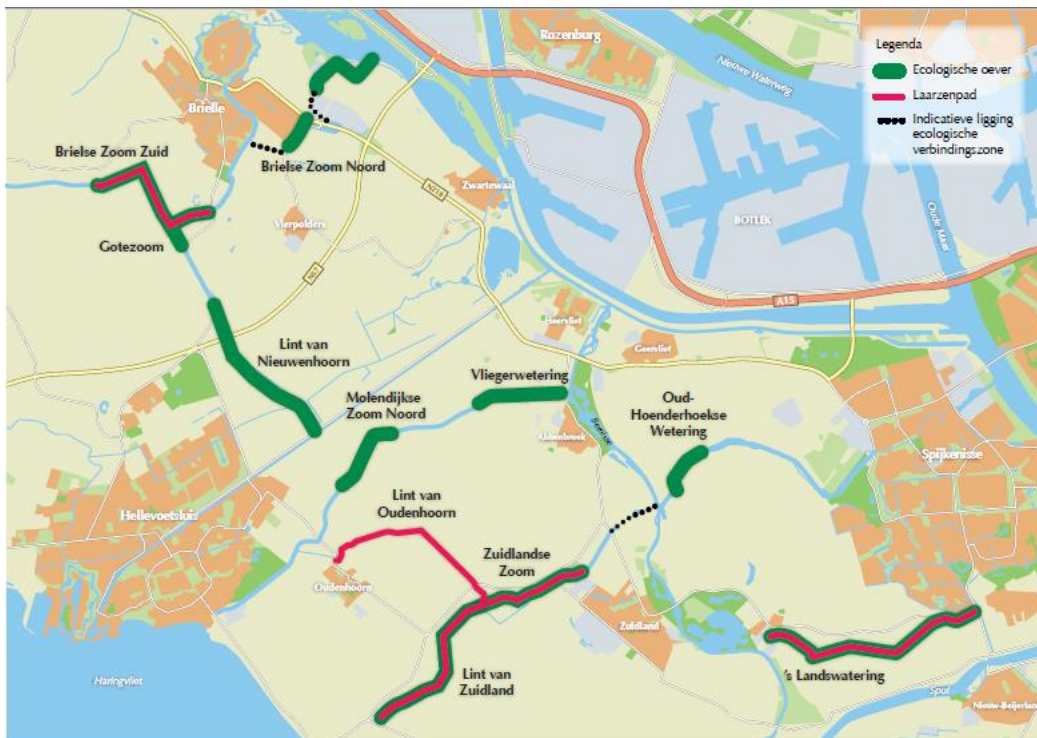 Legenda
Ecologische oever
Laarzenpad
Indicatieve ligging
ecologische
verbindingszone
Rozenburg
Nieuwe Waterweg
Brielle
Brielse Zoom Zuid
Brielse Zoom Noord
N218
Zwartewaal
BOTLEK
Oude Maas
Vierpolders
Gotezoom
N57
A15
Heenvliet
Geervliet
Lint van
Nieuwenhoorn
Molendijkse
Zoom Noord
Vliegerwetering
Oud-
Hoenderhoekse
Wetering
Abbenbroek
Bernisse
Spijkenisse
Hellevoetsluis
Lint van
Oudenhoorn
Zuidlandse
Zoom
Oudenhoorn
Zuidland
Haringvliet
Lint van
Zuidland
's Landswatering
Spui
Nieuw-Beijerland